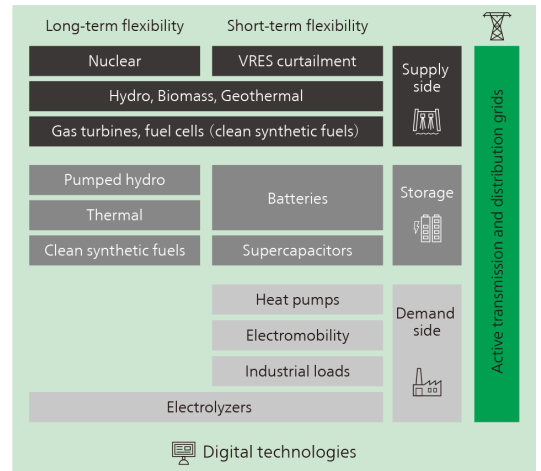 Long-term flexibility
Short-term flexibility
Nuclear
VRES curtailment
Supply
side
Hydro, Biomass, Geothermal
Gas turbines, fuel cells (clean synthetic fuels)
Pumped hydro
Batteries
Storage
Thermal
Clean synthetic fuels
Supercapacitors
Heat pumps
Demand
side
Electromobility
Industrial loads
Electrolyzers
Active transmission and distribution grids
Digital technologies